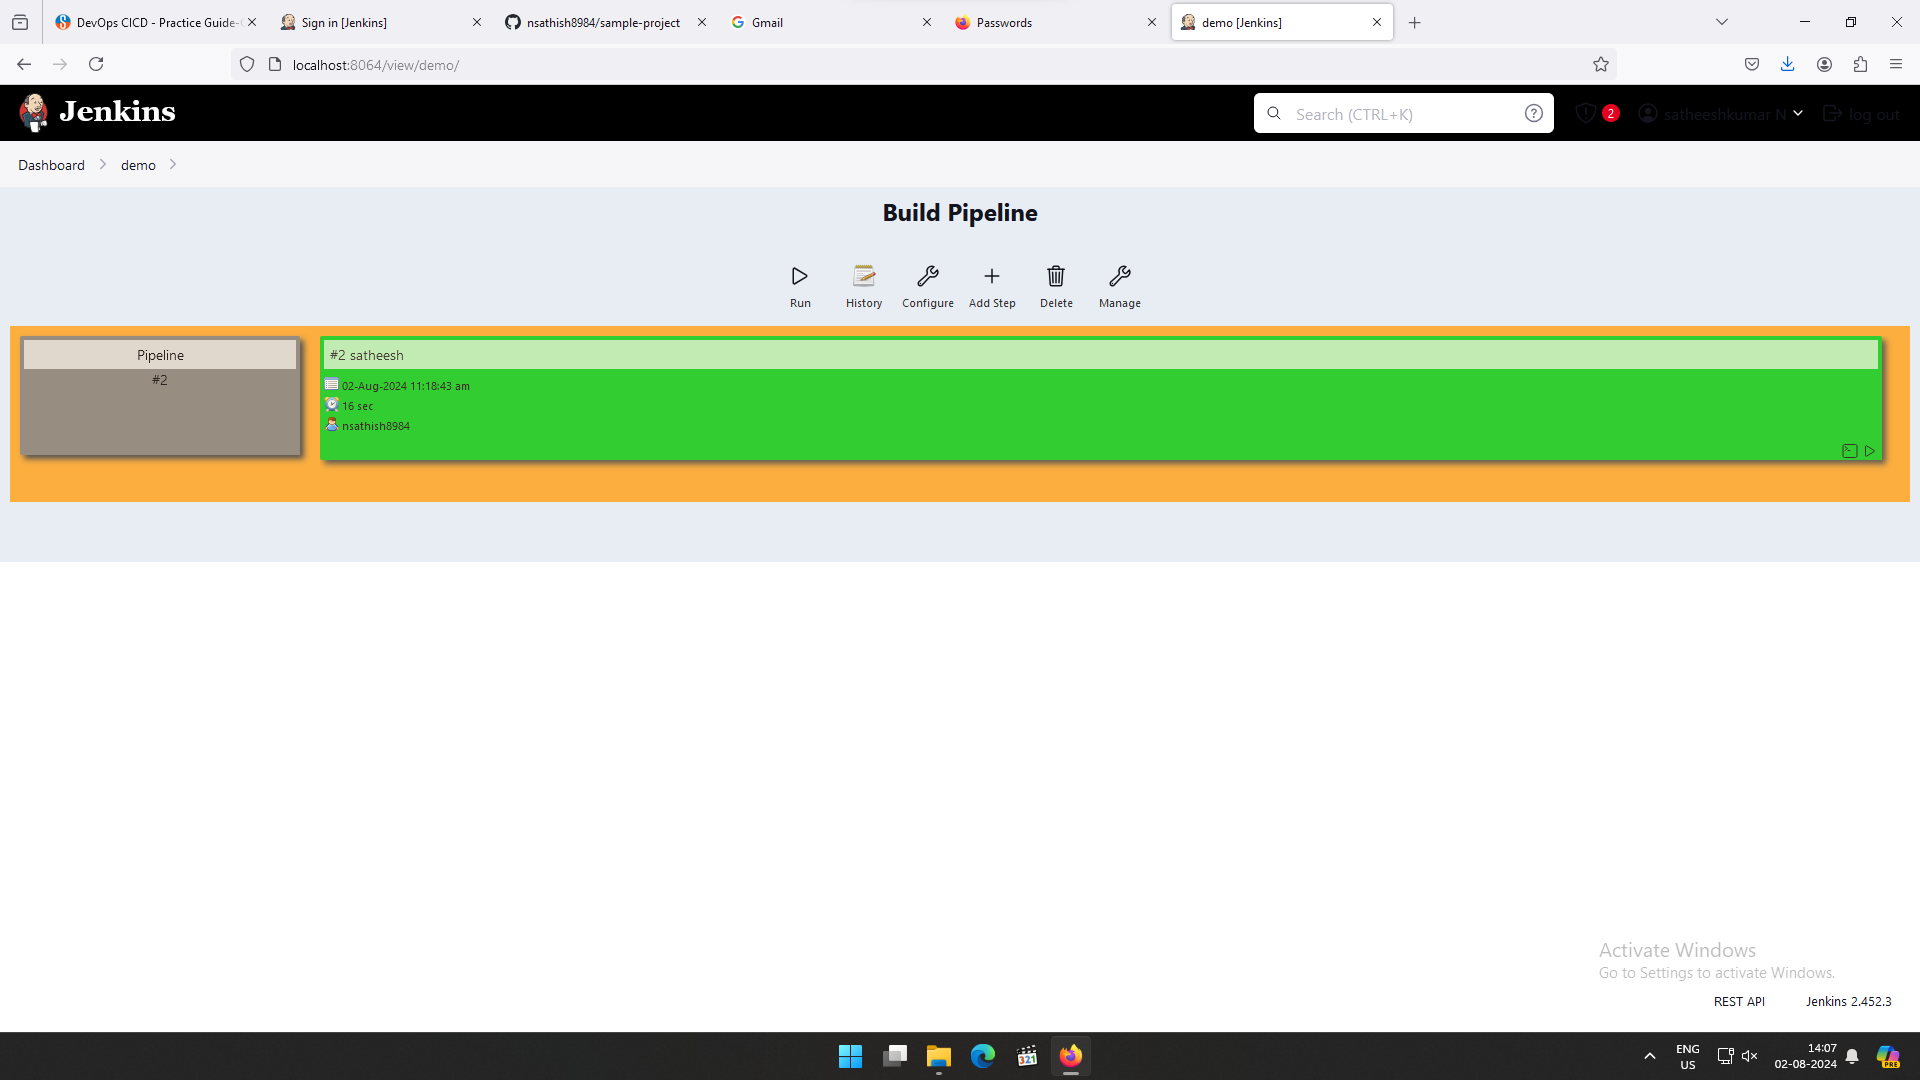 DevOps CICD - Practice Guide-
Sign in [Jenkins]
nsathish8984/sample-project
Gmail
Passwords
demo [Jenkins]
localhost:8064/view/demo/
Jenkins
Search (CTRL+K)
2
satheeshkumar N
log out
Dashboard
demo
Build Pipeline
Run
History
Configure
Add Step
Delete
Manage
Pipeline
#2
#2 satheesh
02-Aug-2024 11:18:43 am
16 sec
nsathish8984
Activate Windows
Go to Settings to activate Windows.
REST API
Jenkins 2.452.3
321
ENG
US
14:07
02-08-2024
PRE